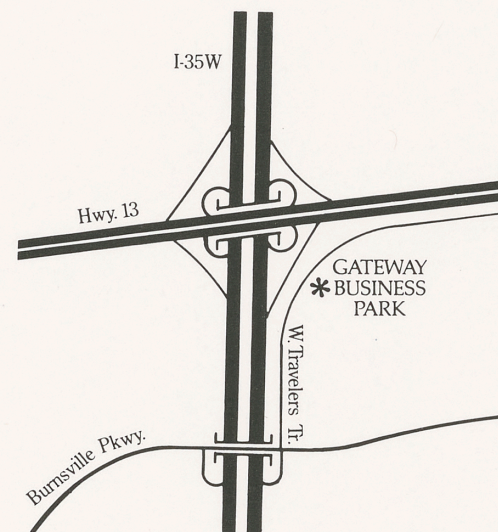 I-35W
Hwy. 13
GATEWAY
* BUSINESS
PARK
W. Travelers Tr.
Burnsville Pkwy.